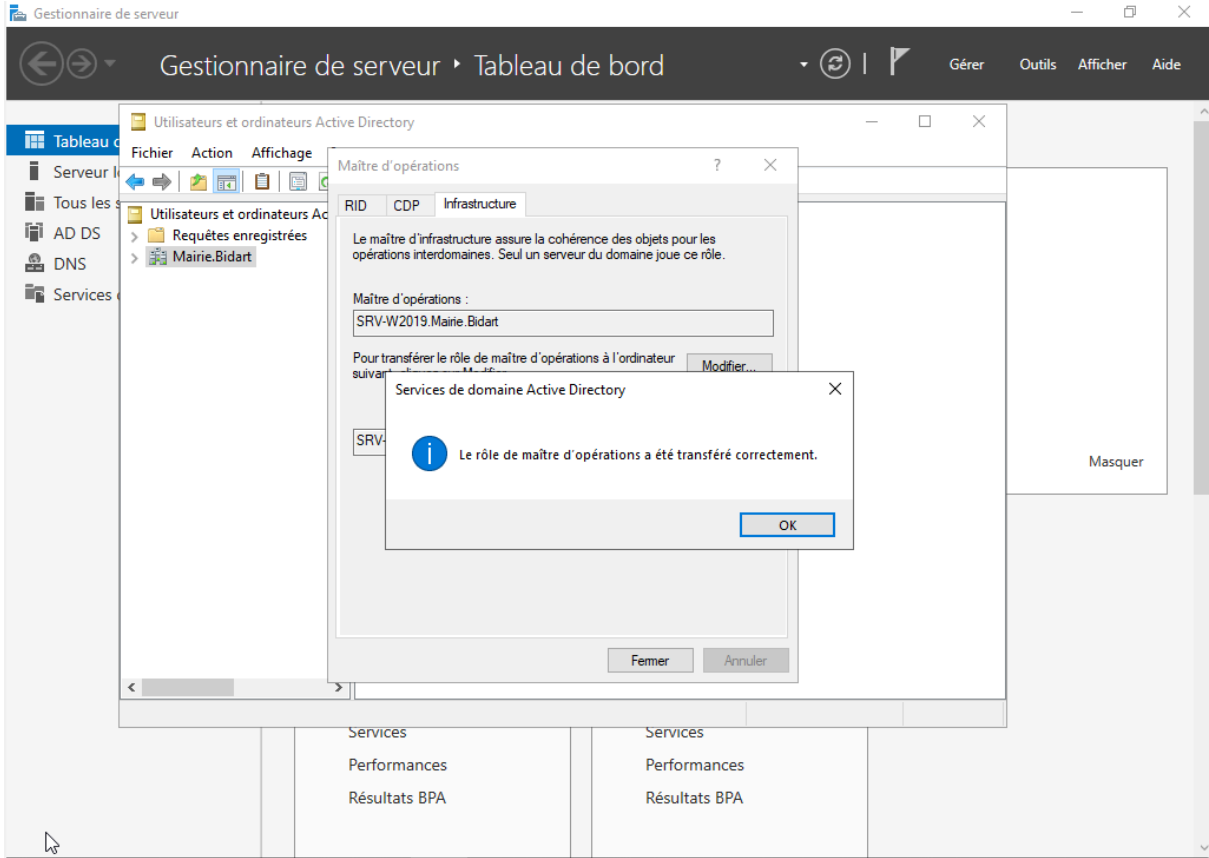 Gestionnaire de serveur
Gestionnaire de serveur
Tableau de bord
Gérer
Outils
Afficher
Aide
Tableau
Serveur
Tous les
AD DS
DNS
Services
Utilisateurs et ordinateurs Active Directory
Fichier
Action
Affichage
Utilisateurs et ordinateurs Ac
Requêtes enregistrées
Mairie.Bidart
Maître d'opérations
?
RID
CDP
Infrastructure
Le maître d'infrastructure assure la cohérence des objets pour les
opérations interdomaines. Seul un serveur du domaine joue ce rôle.
Maître d'opérations :
SRV-W2019.Mairie.Bidart
Pour transférer le rôle de maître d'opérations à l'ordinateur
Modifier...
SRV-
Services de domaine Active Directory
Le rôle de maître d'opérations a été transféré correctement.
OK
Fermer
Annuler
Masquer
Services
Performances
Résultats BPA
Services
Performances
Résultats BPA